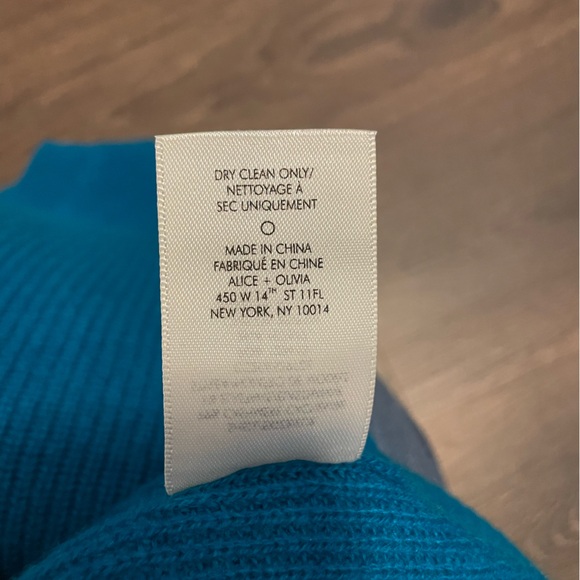 DRY CLEAN ONLY/
NETTOYAGE À
SEC UNIQUEMENT
MADE IN CHINA
FABRIQUÉ EN CHINE
ALICE + OLIVIA
450 W 14™ ST 11FL
NEW YORK, NY 10014